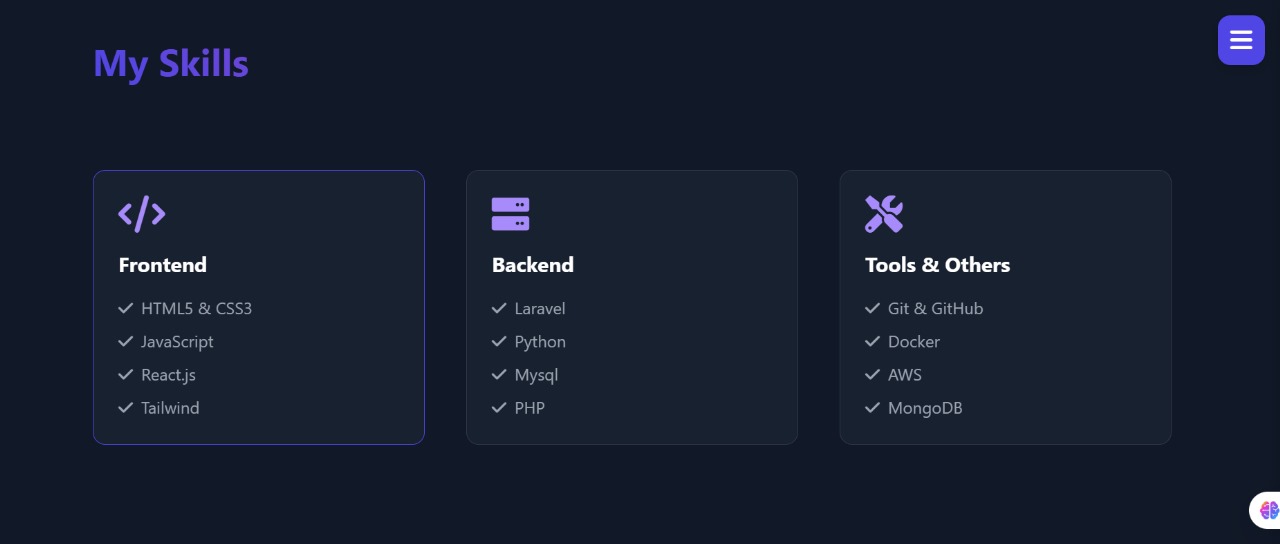 My Skills
Frontend
HTML5 & CSS3
JavaScript
React.js
Tailwind
Backend
Laravel
Python
Mysql
PHP
Tools & Others
Git & GitHub
Docker
AWS
MongoDB